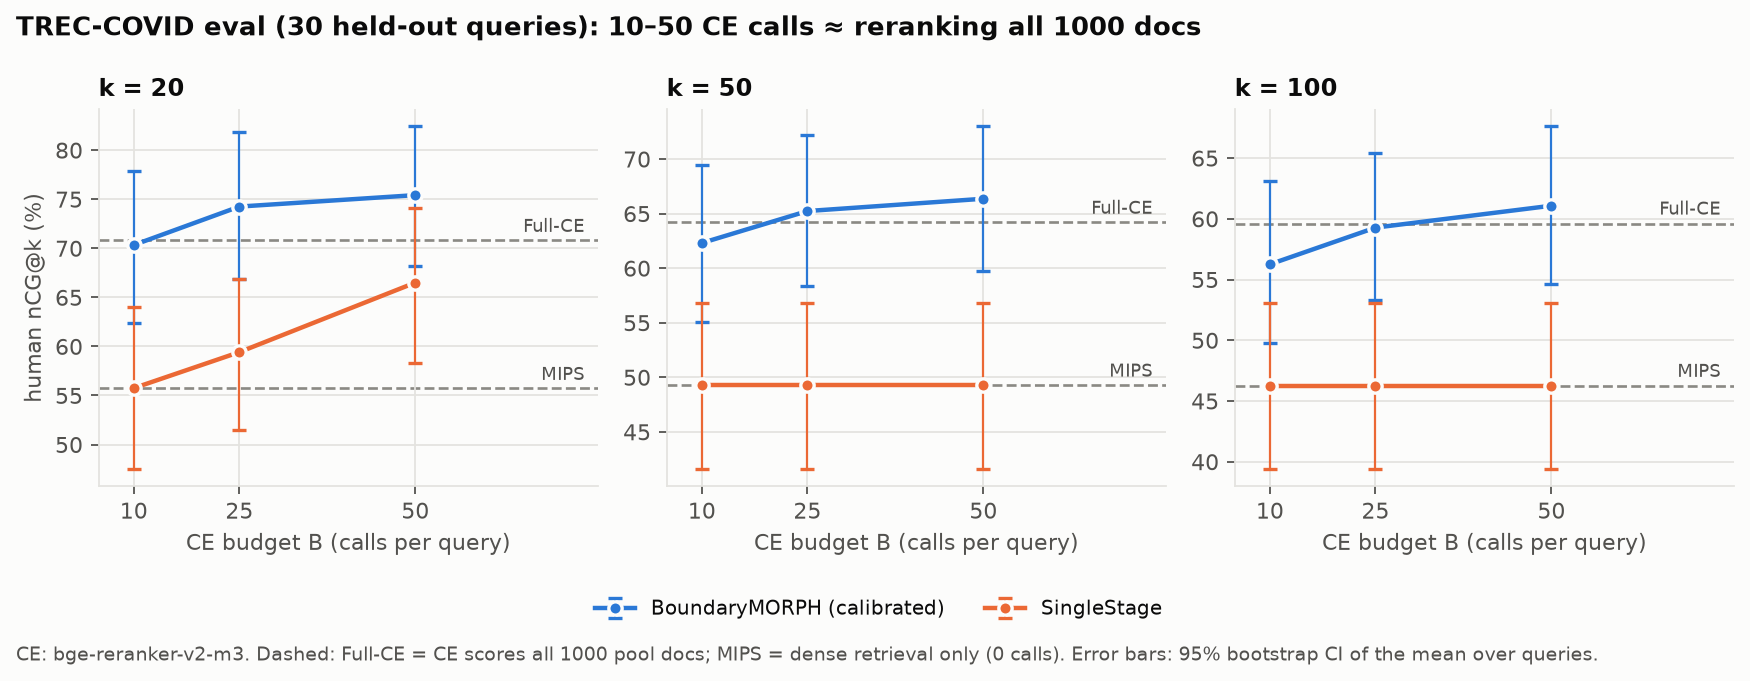 TREC-COVID eval (30 held-out queries): 10–50 CE calls ≈ reranking all 1000 docs
k = 20
human nCG@k (%)
80
75
70
65
60
55
50
Full-CE
MIPS
10 25 50
CE budget B (calls per query)
k = 50
70
65
60
55
50
45
Full-CE
MIPS
10 25 50
CE budget B (calls per query)
k = 100
65
60
55
50
45
40
Full-CE
MIPS
10 25 50
CE budget B (calls per query)
BoundaryMORPH (calibrated)
SingleStage
CE: bge-reranker-v2-m3. Dashed: Full-CE = CE scores all 1000 pool docs; MIPS = dense retrieval only (0 calls). Error bars: 95% bootstrap CI of the mean over queries.